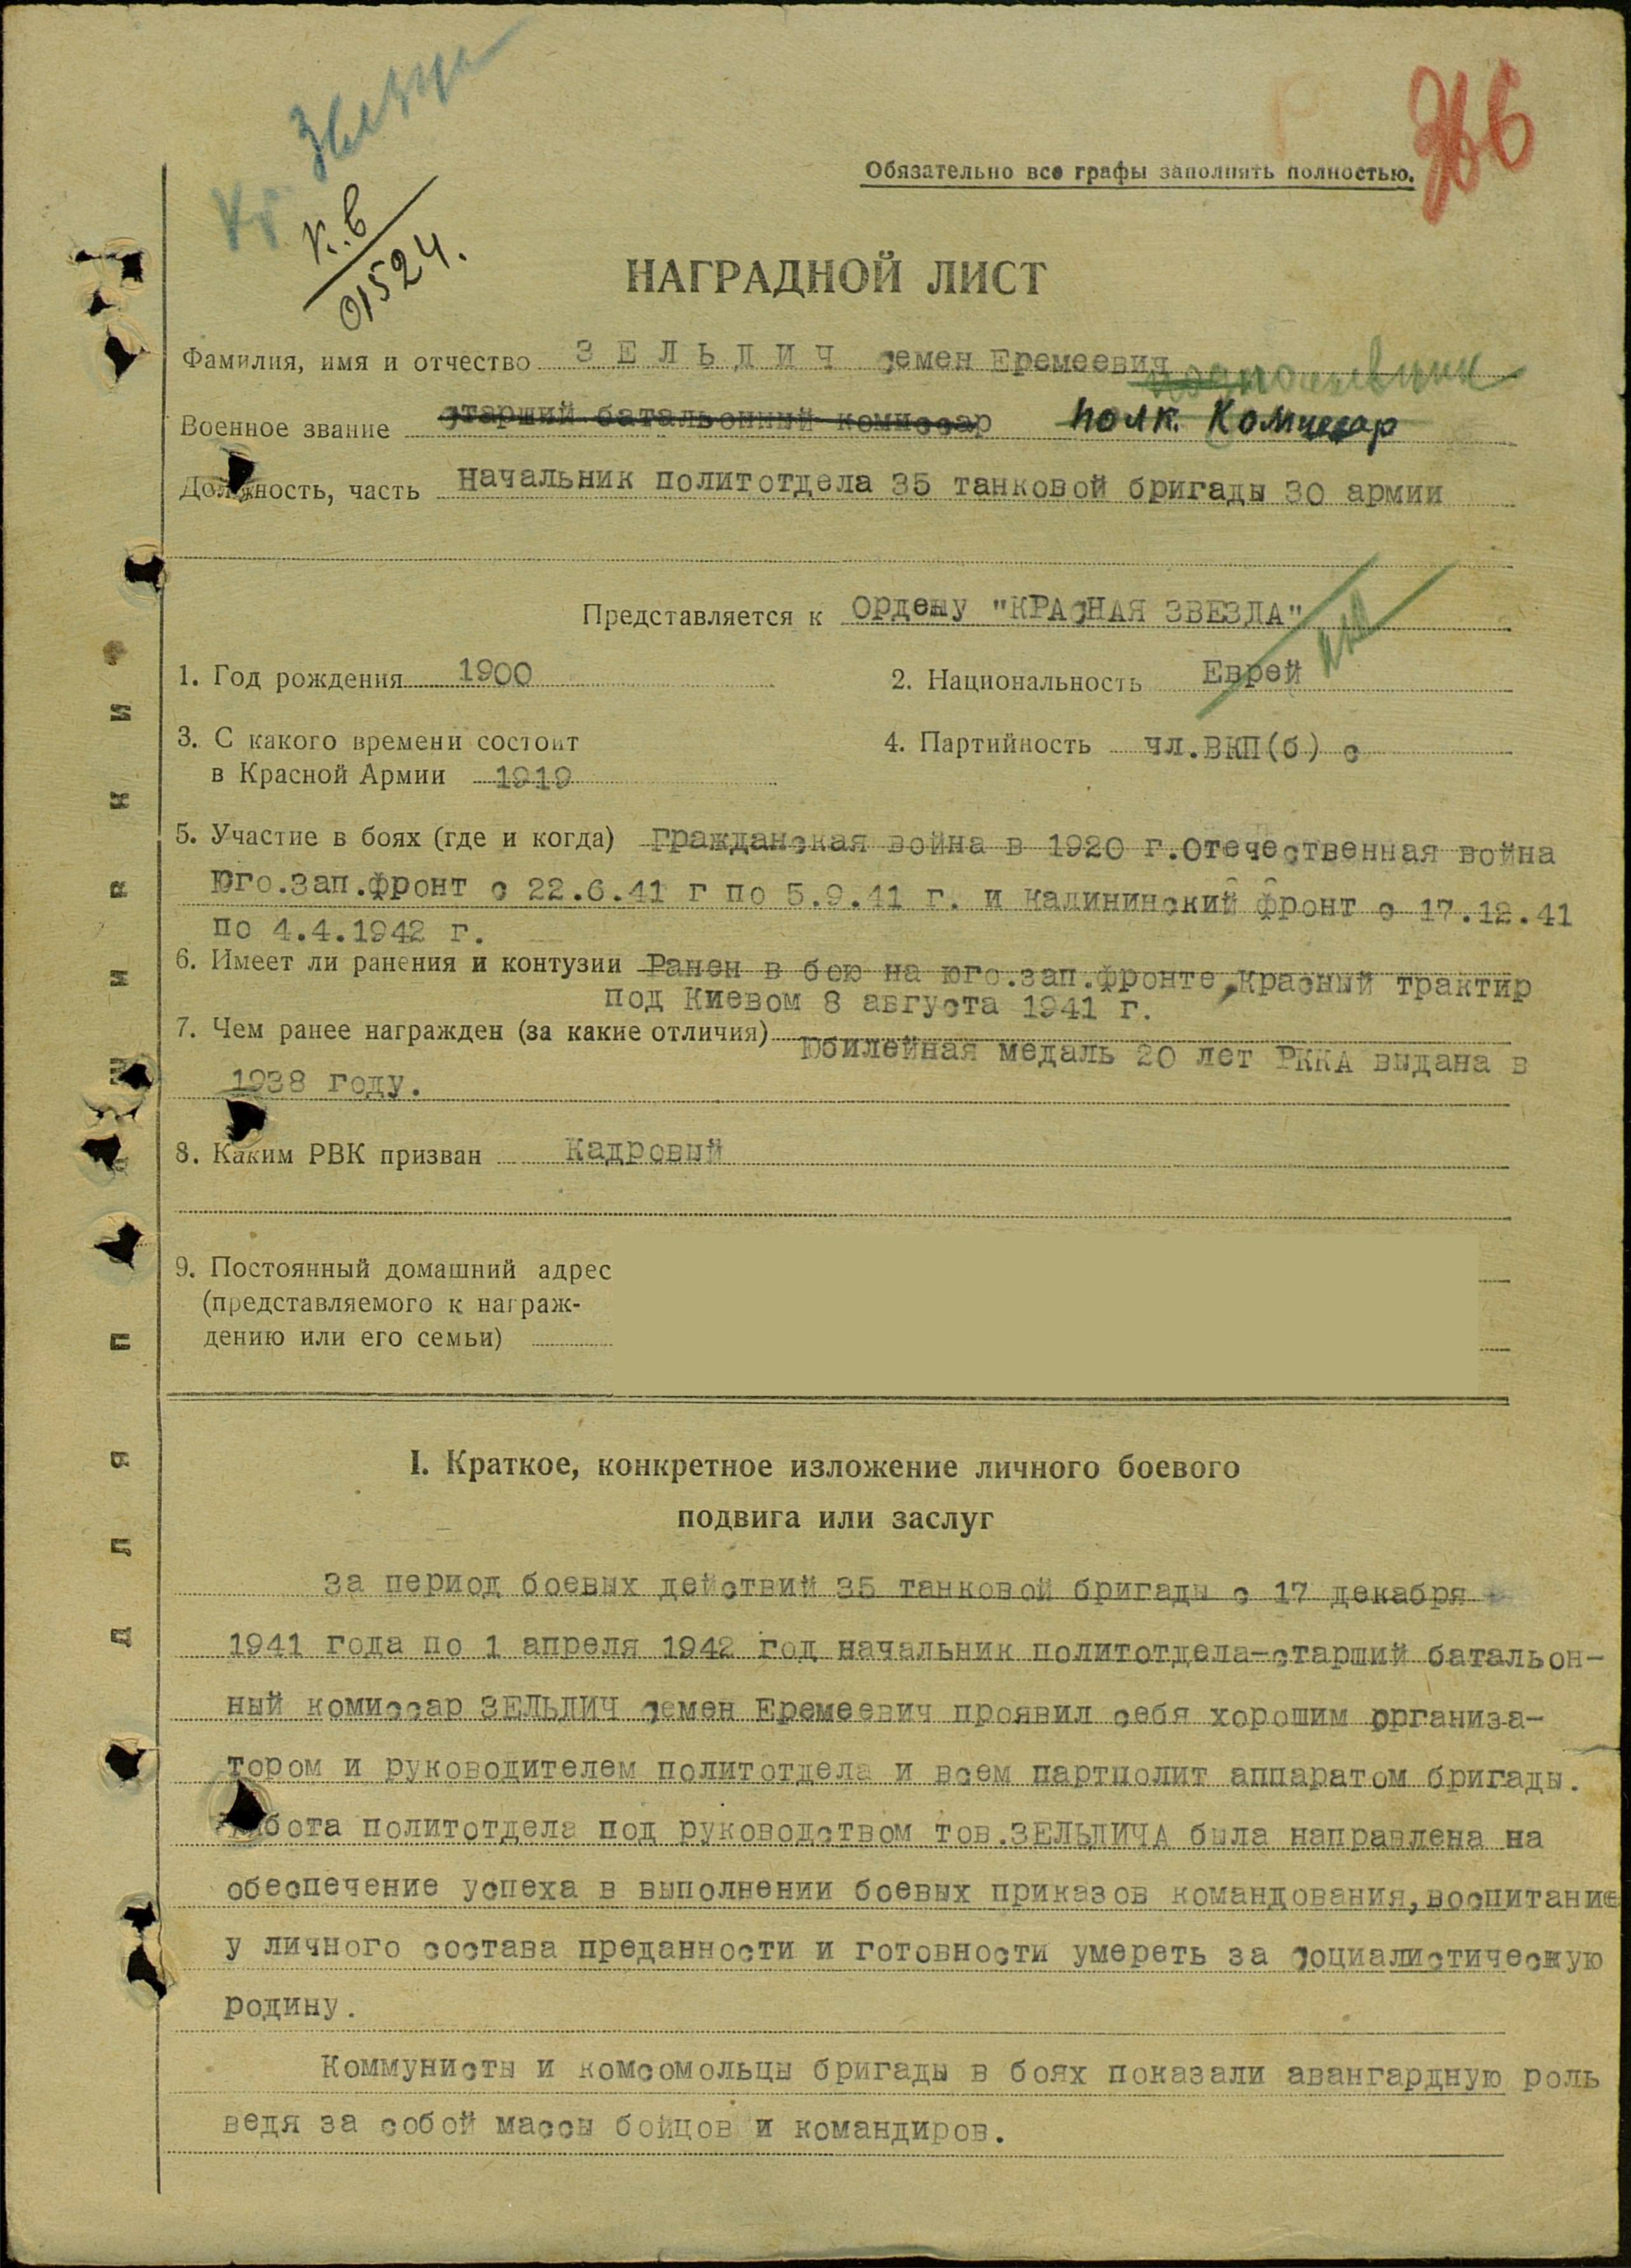 Кр. Звезда
К.в
01524.
Обязательно все графы заполнять полностью.
НАГРАДНОЙ ЛИСТ
Фамилия, имя и отчество ЗЕЛЬДИЧ Семен Еремеевич
Военное звание старший батальонный комиссар полк. Комиссар
Должность, часть Начальник политотдела 35 танковой бригады 30 армии
Представляется к Ордену "КРАСНАЯ ЗВЕЗДА"
1. Год рождения 1900 2. Национальность Еврей
3. С какого времени состоит 4. Партийность чл.ВКП(б) с
в Красной Армии 1919
5. Участие в боях (где и когда) Гражданская война в 1920 г.Отечественная война
Юго.зап.фронт с 22.6.41 г по 5.9.41 г. и Калининский фронт с 17.12.41
по 4.4.1942 г.
6. Имеет ли ранения и контузии Ранен в бою на юго.зап.фронте,Красный трактир
под Киевом 8 августа 1941 г.
7. Чем ранее награжден (за какие отличия) Юбилейная медаль 20 лет РККА выдана в
1938 году.
8. Каким РВК призван Кадровый
9. Постоянный домашний адрес
(представляемого к награж-
дению или его семьи)
I. Краткое, конкретное изложение личного боевого
подвига или заслуг
За период боевых действий 35 танковой бригады с 17 декабря
1941 года по 1 апреля 1942 год начальник политотдела-старший батальон-
ный комиссар ЗЕЛЬДИЧ Семен Еремеевич проявил себя хорошим организа-
тором и руководителем политотдела и всем партполит аппаратом бригады.
Работа политотдела под руководством тов.ЗЕЛЬДИЧА была направлена на
обеспечение успеха в выполнении боевых приказов командования,воспитание
у личного состава преданности и готовности умереть за Социалистическую
родину.
Коммунисты и комсомольцы бригады в боях показали авангардную роль
ведя за собой массы бойцов и командиров.
Для подшивки